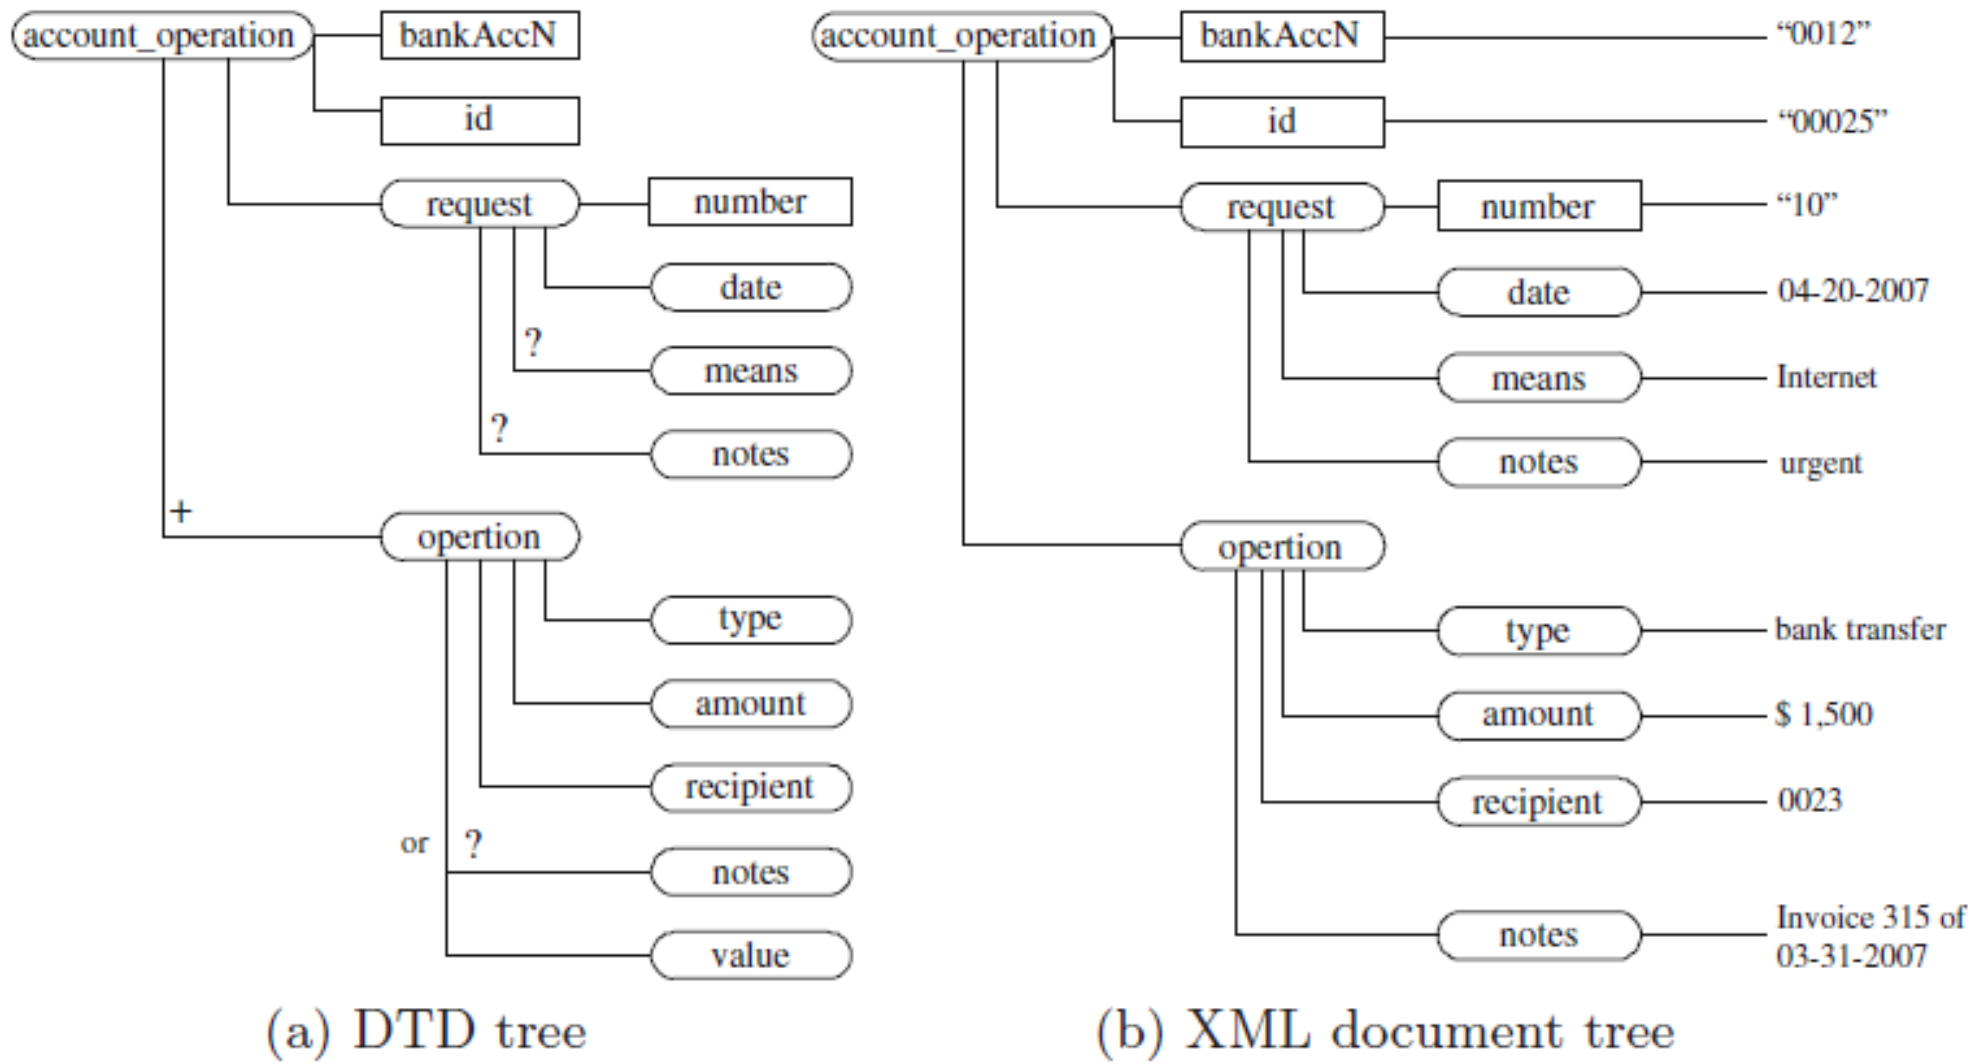 account_operation
bankAccN
id
request
number
date
?
means
?
notes
+
opertion
type
amount
recipient
or ?
notes
value
(a) DTD tree
account_operation
bankAccN
“0012”
id
“00025”
request
number
“10”
date
04-20-2007
means
Internet
notes
urgent
opertion
type
bank transfer
amount
$ 1,500
recipient
0023
notes
Invoice 315 of
03-31-2007
(b) XML document tree